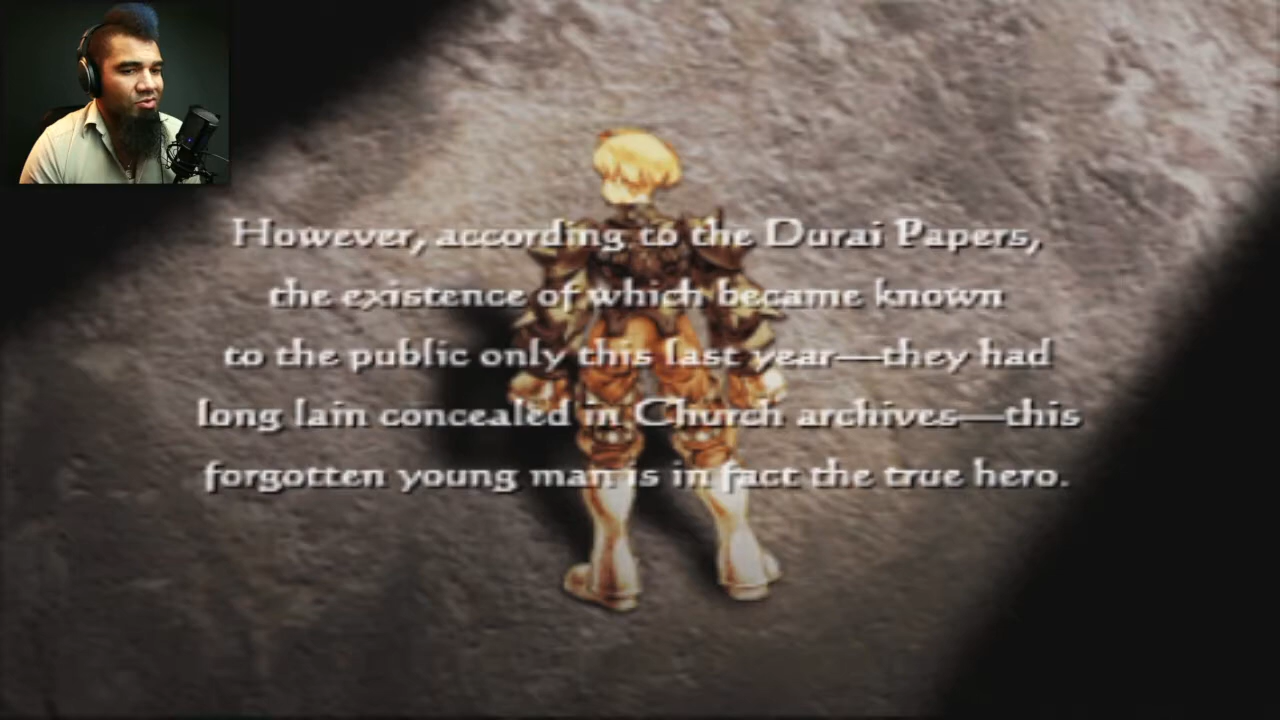 However, according to the Durai Papers,
the existence of which became known
to the public only this last year—they had
long lain concealed in Church archives—this
forgotten young man is in fact the true hero.